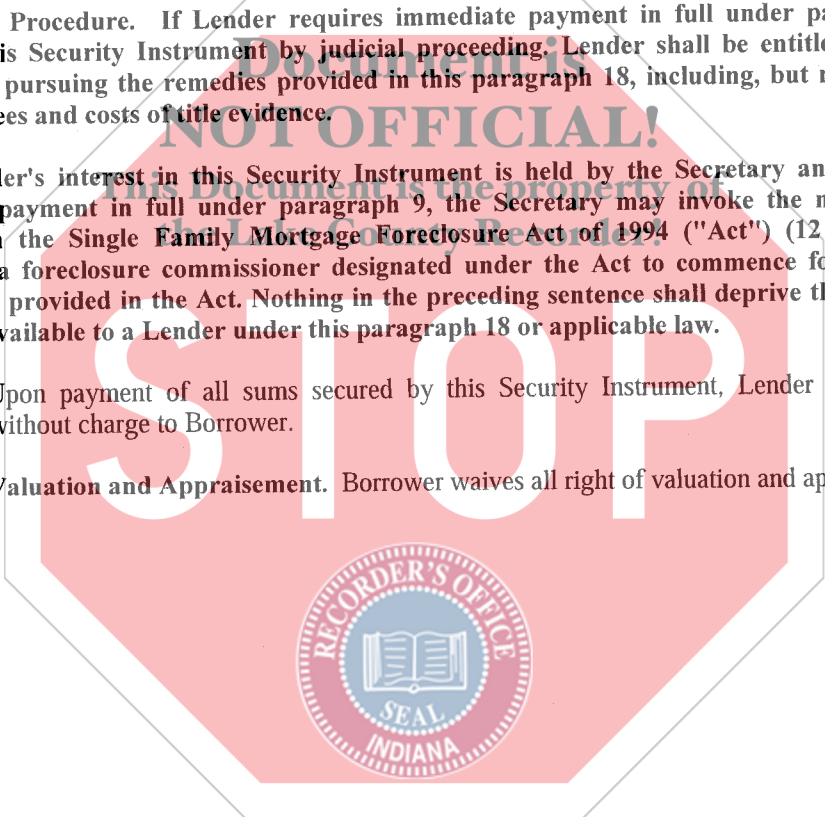 Procedure. If Lender requires immediate payment in full under pa
is Security Instrument by judicial proceeding, Lender shall be entitle
pursuing the remedies provided in this paragraph 18, including, but n
ees and costs of title evidence.
Document is
NOT OFFICIAL!
This Document is the property of
the Lake County Recorder!
ler's interest in this Security Instrument is held by the Secretary an
payment in full under paragraph 9, the Secretary may invoke the n
the Single Family Mortgage Foreclosure Act of 1994 ("Act") (12
a foreclosure commissioner designated under the Act to commence fo
provided in the Act. Nothing in the preceding sentence shall deprive th
vailable to a Lender under this paragraph 18 or applicable law.
STOP
Upon payment of all sums secured by this Security Instrument, Lender
without charge to Borrower.
Valuation and Appraisement. Borrower waives all right of valuation and ap
RECORDER'S OFFICE
SEAL
INDIANA